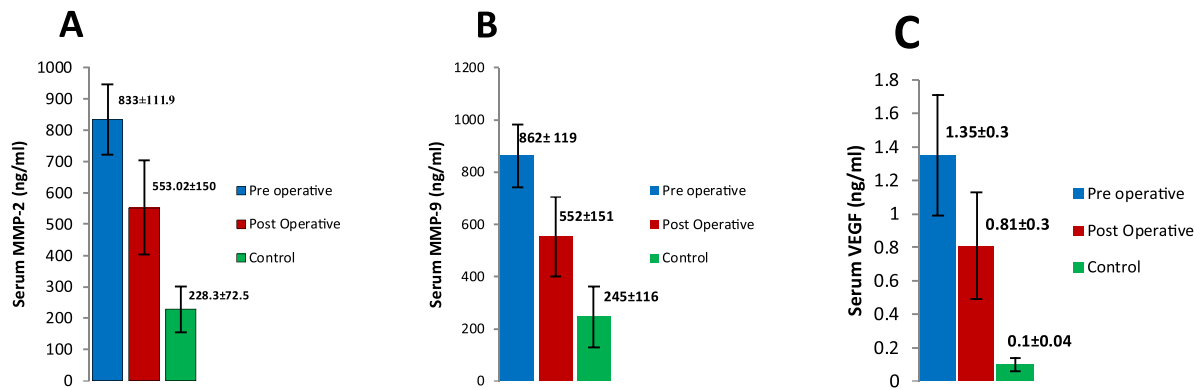 A
Serum MMP-2 (ng/ml)
1000
900
800
700
600
500
400
300
200
100
0
833±111.9
553.02±150
228.3±72.5
Pre operative
Post Operative
Control
B
Serum MMP-9 (ng/ml)
1200
1000
800
600
400
200
0
862± 119
552±151
245±116
Pre operative
Post Operative
Control
C
Serum VEGF (ng/ml)
1.8
1.6
1.4
1.2
1
0.8
0.6
0.4
0.2
0
1.35±0.3
0.81±0.3
0.1±0.04
Pre operative
Post Operative
Control